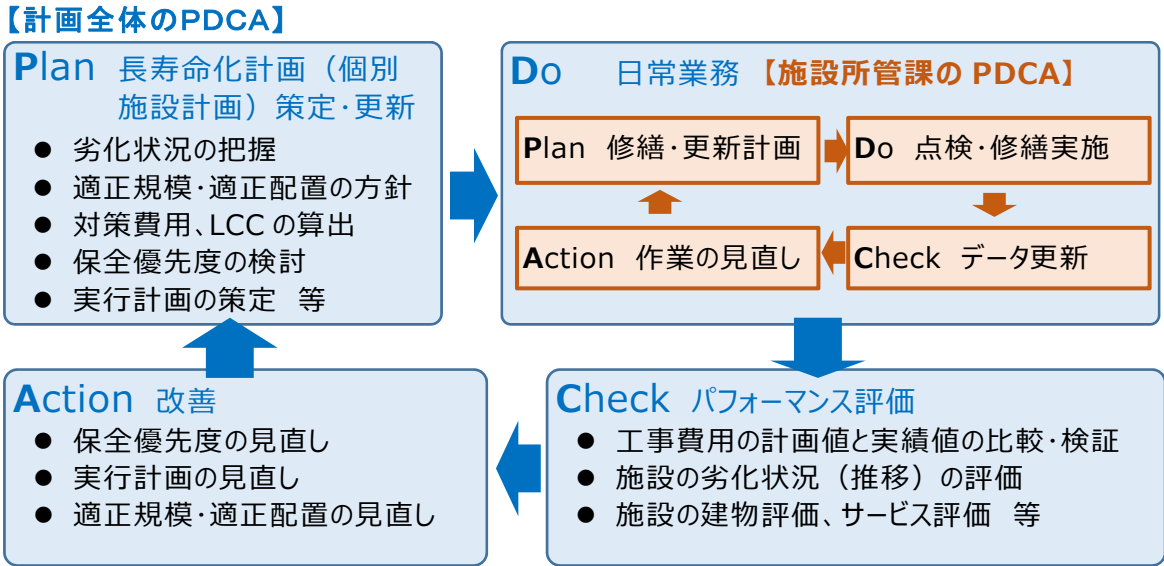 【計画全体のPDCA】
Plan 長寿命化計画（個別
施設計画）策定・更新
● 劣化状況の把握
● 適正規模・適正配置の方針
● 対策費用、LCCの算出
● 保全優先度の検討
● 実行計画の策定 等
Do 日常業務【施設所管課のPDCA】
Plan 修繕・更新計画
Do 点検・修繕実施
Check データ更新
Action 作業の見直し
Check パフォーマンス評価
● 工事費用の計画値と実績値の比較・検証
● 施設の劣化状況（推移）の評価
● 施設の建物評価、サービス評価 等
Action 改善
● 保全優先度の見直し
● 実行計画の見直し
● 適正規模・適正配置の見直し